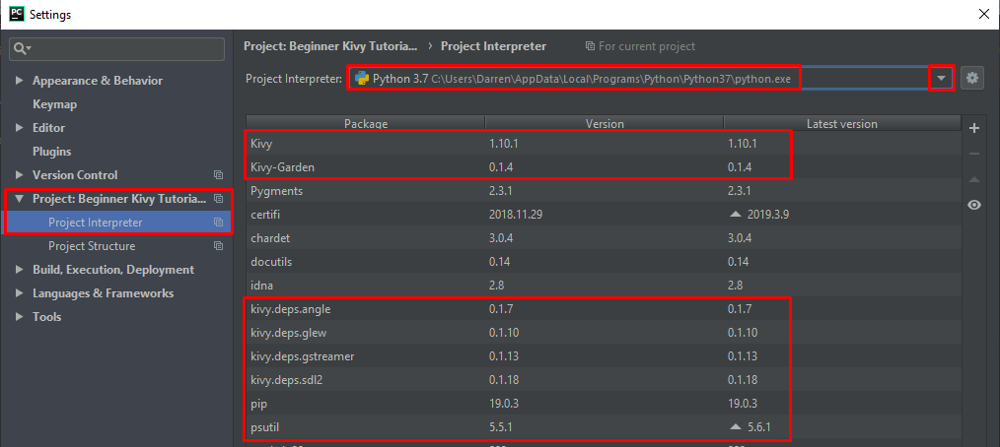 PC Settings
Project: Beginner Kivy Tutoria... › Project Interpreter For current project
Appearance & Behavior
Keymap
Editor
Plugins
Version Control
Project: Beginner Kivy Tutoria...
Project Interpreter
Project Structure
Build, Execution, Deployment
Languages & Frameworks
Tools
Project Interpreter: Python 3.7 C:\Users\Darren\AppData\Local\Programs\Python\Python37\python.exe
Package Version Latest version
Kivy 1.10.1 1.10.1
Kivy-Garden 0.1.4 0.1.4
Pygments 2.3.1 2.3.1
certifi 2018.11.29 2019.3.9
chardet 3.0.4 3.0.4
docutils 0.14 0.14
idna 2.8 2.8
kivy.deps.angle 0.1.7 0.1.7
kivy.deps.glew 0.1.10 0.1.10
kivy.deps.gstreamer 0.1.13 0.1.13
kivy.deps.sdl2 0.1.18 0.1.18
pip 19.0.3 19.0.3
psutil 5.5.1 5.6.1